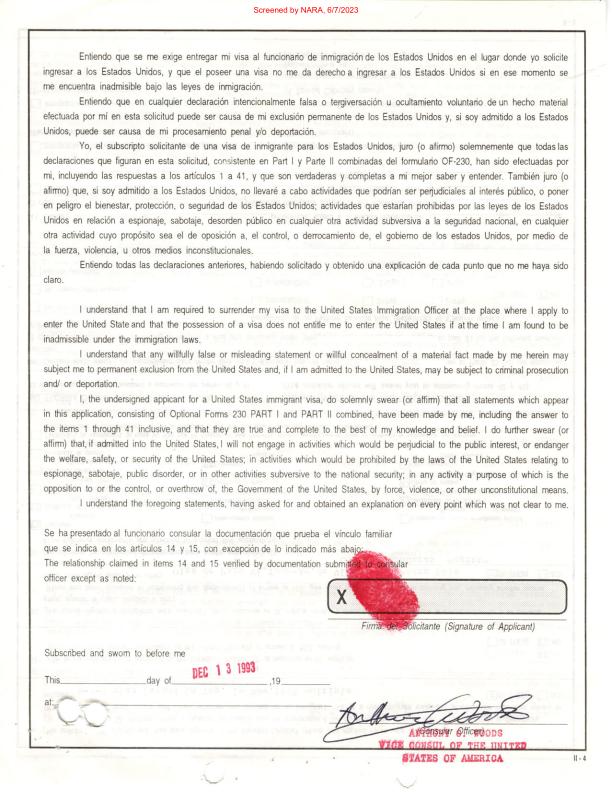 Screened by NARA, 6/7/2023
Entiendo que se me exige entregar mi visa al funcionario de inmigración de los Estados Unidos en el lugar donde yo solicite
ingresar a los Estados Unidos, y que el poseer una visa no me da derecho a ingresar a los Estados Unidos si en ese momento se
me encuentra inadmisible bajo las leyes de inmigración.
Entiendo que en cualquier declaración intencionalmente falsa o tergiversación u ocultamiento voluntario de un hecho material
efectuada por mí en esta solicitud puede ser causa de mi exclusión permanente de los Estados Unidos y, si soy admitido a los Estados
Unidos, puede ser causa de mi procesamiento penal y/o deportación.
Yo, el subscripto solicitante de una visa de inmigrante para los Estados Unidos, juro (o afirmo) solemnemente que todas las
declaraciones que figuran en esta solicitud, consistente en Part I y Parte II combinadas del formulario OF-230, han sido efectuadas por
mi, incluyendo las respuestas a los artículos 1 a 41, y que son verdaderas y completas a mi mejor saber y entender. También juro (o
afirmo) que, si soy admitido a los Estados Unidos, no llevaré a cabo actividades que podrían ser perjudiciales al interés público, o poner
en peligro el bienestar, protección, o seguridad de los Estados Unidos; actividades que estarían prohibidas por las leyes de los Estados
Unidos en relación a espionaje, sabotaje, desorden público en cualquier otra actividad subversiva a la seguridad nacional, en cualquier
otra actividad cuyo propósito sea el de oposición a, el control, o derrocamiento de, el gobierno de los estados Unidos, por medio de
la fuerza, violencia, u otros medios inconstitucionales.
Entiendo todas las declaraciones anteriores, habiendo solicitado y obtenido una explicación de cada punto que no me haya sido
claro.
I understand that I am required to surrender my visa to the United States Immigration Officer at the place where I apply to
enter the United State and that the possession of a visa does not entitle me to enter the United States if at the time I am found to be
inadmissible under the immigration laws.
I understand that any willfully false or misleading statement or willful concealment of a material fact made by me herein may
subject me to permanent exclusion from the United States and, if I am admitted to the United States, may be subject to criminal prosecution
and/ or deportation.
I, the undersigned appicant for a United States immigrant visa, do solemnly swear (or affirm) that all statements which appear
in this application, consisting of Optional Forms 230 PART I and PART II combined, have been made by me, including the answer to
the items 1 through 41 inclusive, and that they are true and complete to the best of my knowledge and belief. I do further swear (or
affirm) that, if admitted into the United States, I will not engage in activities which would be perjudicial to the public interest, or endanger
the welfare, safety, or security of the United States; in activities which would be prohibited by the laws of the United States relating to
espionage, sabotaje, public disorder, or in other activities subversive to the national security; in any activity a purpose of which is the
opposition to or the control, or overthrow of, the Government of the United States, by force, violence, or other unconstitutional means.
I understand the foregoing statements, having asked for and obtained an explanation on every point which was not clear to me.
Se ha presentado al funcionario consular la documentación que prueba el vínculo familiar
que se indica en los artículos 14 y 15, con excepción de lo indicado más abajo:
The relationship claimed in items 14 and 15 verified by documentation submitted to consular
officer except as noted:
X
Firma del Solicitante (Signature of Applicant)
Subscribed and sworn to before me
DEC 13 1993
This day of ,19
at:
Consular Officer
ANTHONY G. WOODS
VICE CONSUL OF THE UNITED
STATES OF AMERICA
II - 4